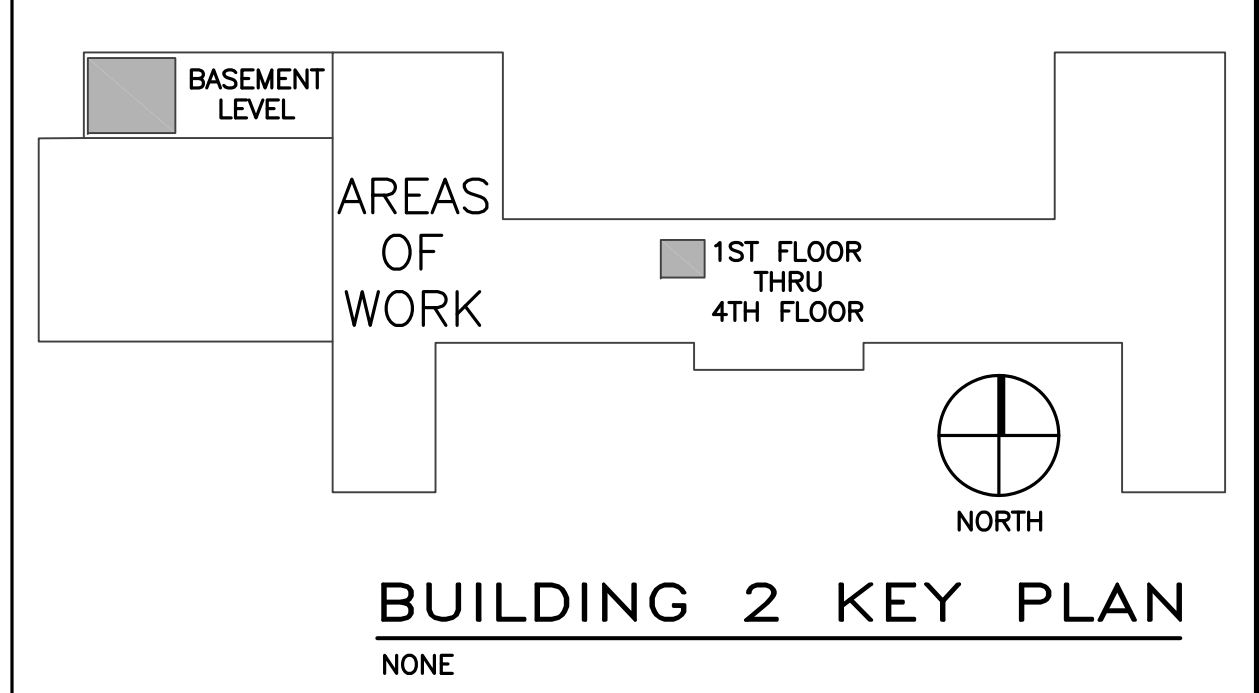 BASEMENT
LEVEL
AREAS
OF
WORK
1ST FLOOR
THRU
4TH FLOOR
NORTH
BUILDING 2 KEY PLAN
NONE